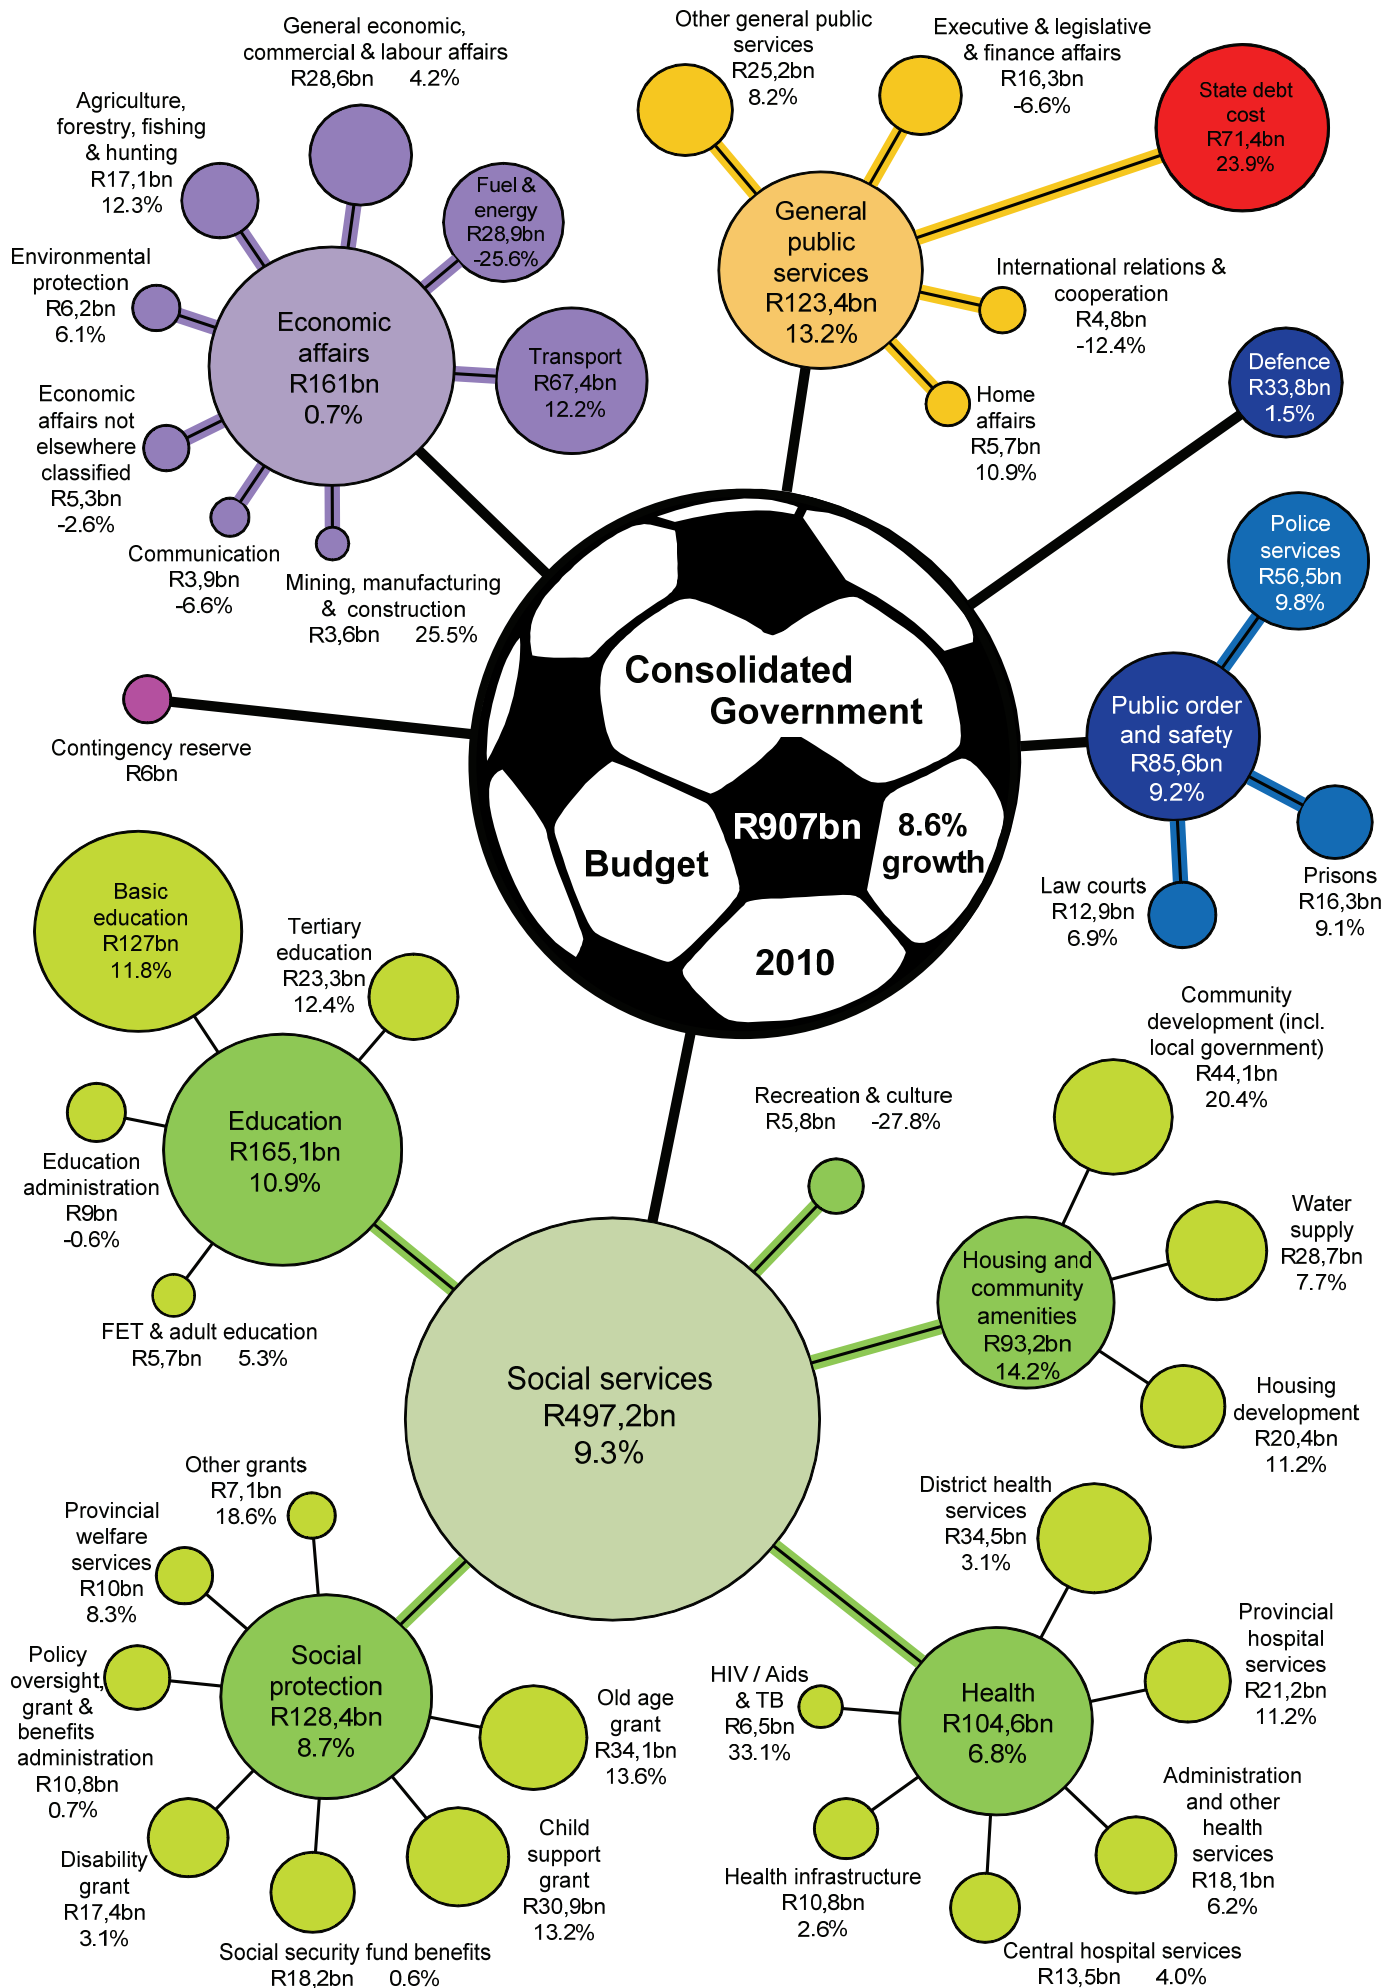 General economic,
commercial & labour affairs
R28,6bn 4.2%
Agriculture,
forestry, fishing
& hunting
R17,1bn
12.3%
Fuel &
energy
R28,9bn
-25.6%
Environmental
protection
R6,2bn
6.1%
Economic
affairs
R161bn
0.7%
Transport
R67,4bn
12.2%
Economic
affairs not
elsewhere
classified
R5,3bn
-2.6%
Communication
R3,9bn
-6.6%
Mining, manufacturing
& construction
R3,6bn 25.5%
Other general public
services
R25,2bn
8.2%
Executive & legislative
& finance affairs
R16,3bn
-6.6%
State debt
cost
R71,4bn
23.9%
General
public
services
R123,4bn
13.2%
International relations &
cooperation
R4,8bn
-12.4%
Home
affairs
R5,7bn
10.9%
Defence
R33,8bn
1.5%
Police
services
R56,5bn
9.8%
Public order
and safety
R85,6bn
9.2%
Prisons
R16,3bn
9.1%
Law courts
R12,9bn
6.9%
Contingency reserve
R6bn
Consolidated
Government
R907bn
8.6%
growth
Budget
2010
Basic
education
R127bn
11.8%
Tertiary
education
R23,3bn
12.4%
Education
R165,1bn
10.9%
Education
administration
R9bn
-0.6%
FET & adult education
R5,7bn 5.3%
Recreation & culture
R5,8bn -27.8%
Community
development (incl.
local government)
R44,1bn
20.4%
Water
supply
R28,7bn
7.7%
Housing and
community
amenities
R93,2bn
14.2%
Housing
development
R20,4bn
11.2%
Social services
R497,2bn
9.3%
Other grants
R7,1bn
18.6%
Provincial
welfare
services
R10bn
8.3%
Policy
oversight,
grant &
benefits
administration
R10,8bn
0.7%
Social
protection
R128,4bn
8.7%
Old age
grant
R34,1bn
13.6%
Child
support
grant
R30,9bn
13.2%
Disability
grant
R17,4bn
3.1%
Social security fund benefits
R18,2bn 0.6%
District health
services
R34,5bn
3.1%
Provincial
hospital
services
R21,2bn
11.2%
HIV / Aids
& TB
R6,5bn
33.1%
Health
R104,6bn
6.8%
Administration
and other
health
services
R18,1bn
6.2%
Health infrastructure
R10,8bn
2.6%
Central hospital services
R13,5bn 4.0%